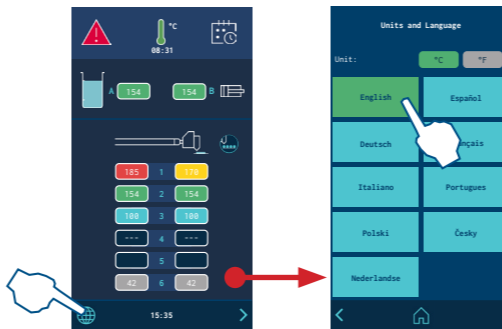 °C
08:31
A 154 154 B
185 1 170
154 2 154
100 3 100
--- 4 ---
5
42 6 42
15:35
Units and Language
Unit: °C °F
English Español
Deutsch nçais
Italiano Portugues
Polski Česky
Nederlandse